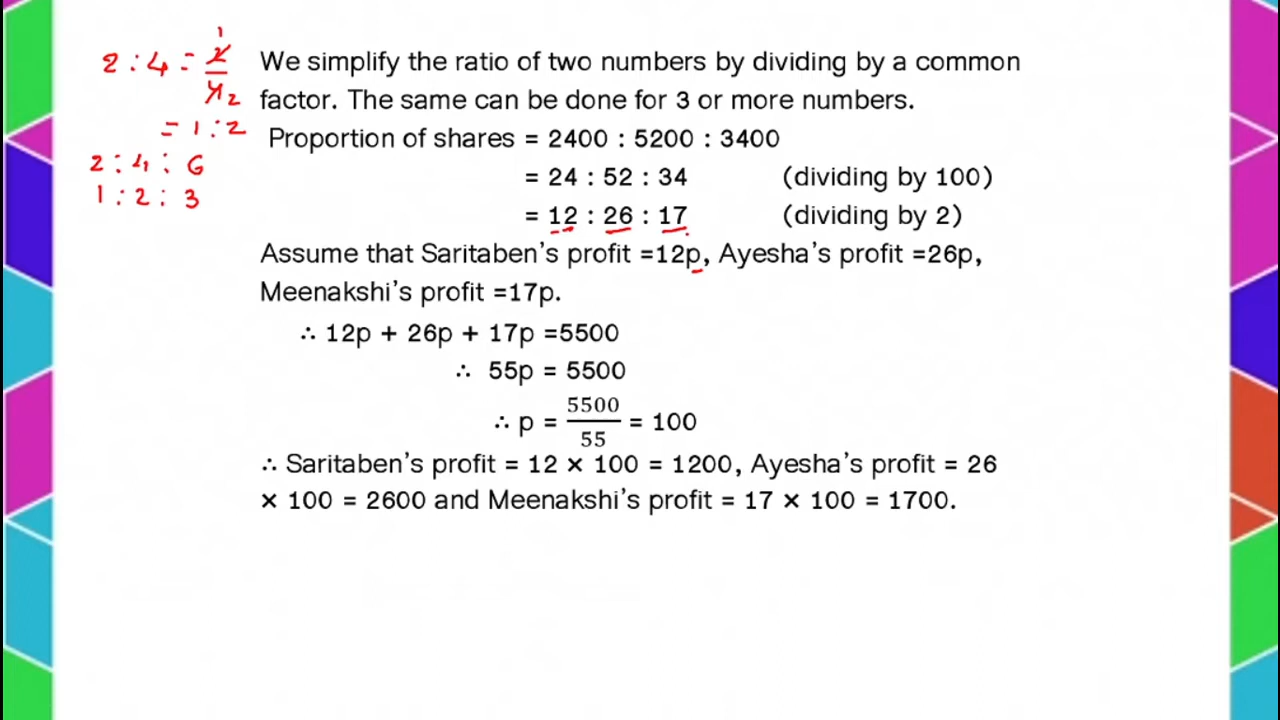 2 : 4 = 2/4 1 2
= 1 : 2
2 : 4 : 6
1 : 2 : 3
We simplify the ratio of two numbers by dividing by a common
factor. The same can be done for 3 or more numbers.
Proportion of shares = 2400 : 5200 : 3400
= 24 : 52 : 34 (dividing by 100)
= 12 : 26 : 17 (dividing by 2)
Assume that Saritaben's profit =12p, Ayesha's profit =26p,
Meenakshi's profit =17p.
∴ 12p + 26p + 17p =5500
∴ 55p = 5500
∴ p = 5500/55 = 100
∴ Saritaben's profit = 12 × 100 = 1200, Ayesha's profit = 26
× 100 = 2600 and Meenakshi's profit = 17 × 100 = 1700.